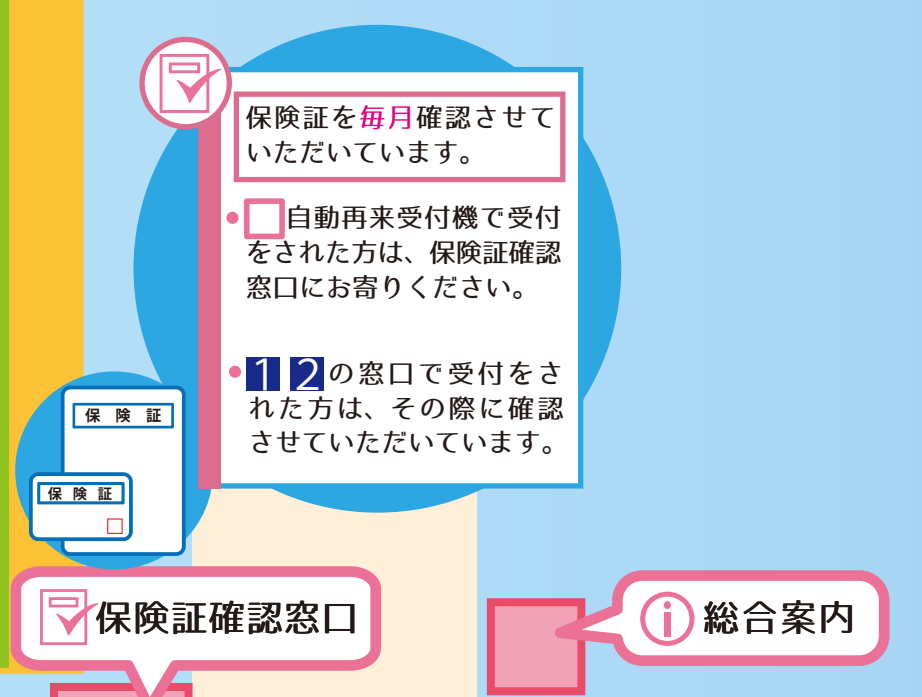 保険証を毎月確認させて
いただいています。
•□自動再来受付機で受付
をされた方は、保険証確認
窓口にお寄りください。
•1 2の窓口で受付をさ
れた方は、その際に確認
させていただいています。
保険証
保険証
保険証確認窓口
i 総合案内